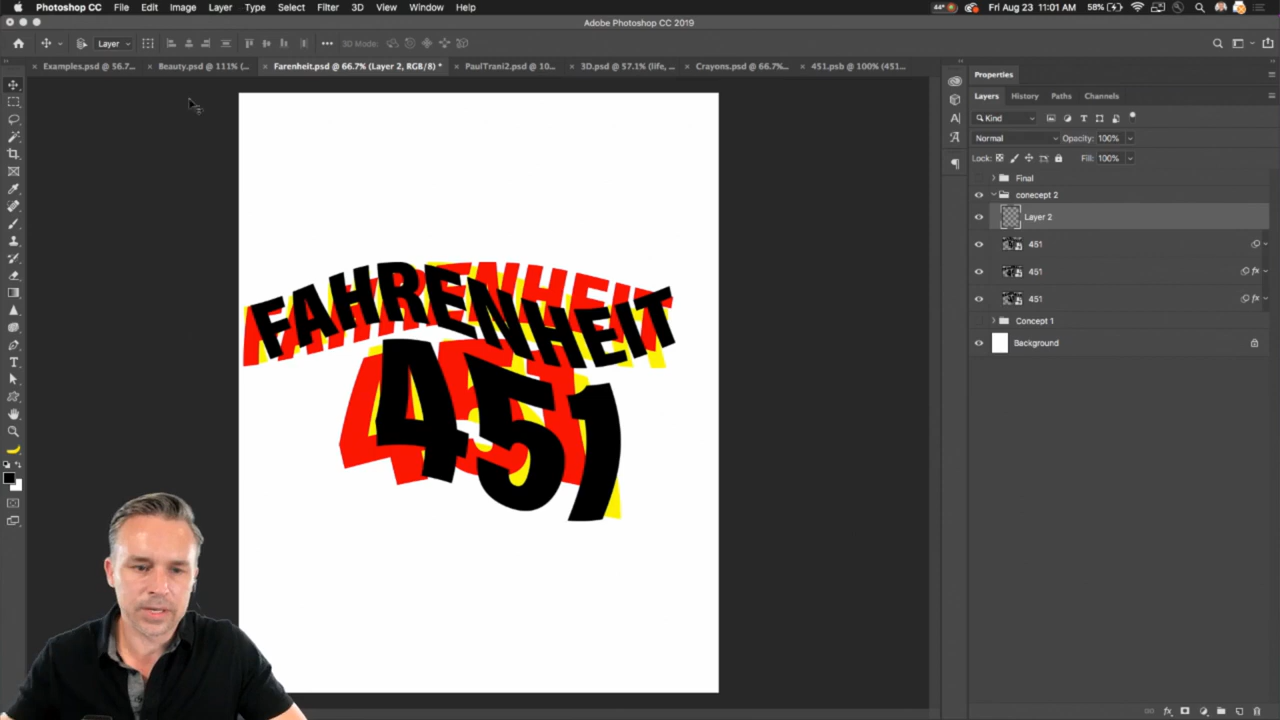 Photoshop CC File Edit Image Layer Type Select Filter 3D View Window Help 44° Fri Aug 23 11:01 AM 58%
Adobe Photoshop CC 2019
Layer 3D Mode:
Examples.psd @ 56.7... Beauty.psd @ 111% (... Farenheit.psd @ 66.7% (Layer 2, RGB/8) * PaulTrani2.psd @ 10... 3D.psd @ 57.1% (life, ... Crayons.psd @ 66.7%... 451.psb @ 100% (451...
FAHRENHEIT
451
FAHRENHEIT
451
Properties
Layers History Paths Channels
Kind
Normal Opacity: 100%
Lock: Fill: 100%
Final
conecept 2
Layer 2
451
451
451
Concept 1
Background